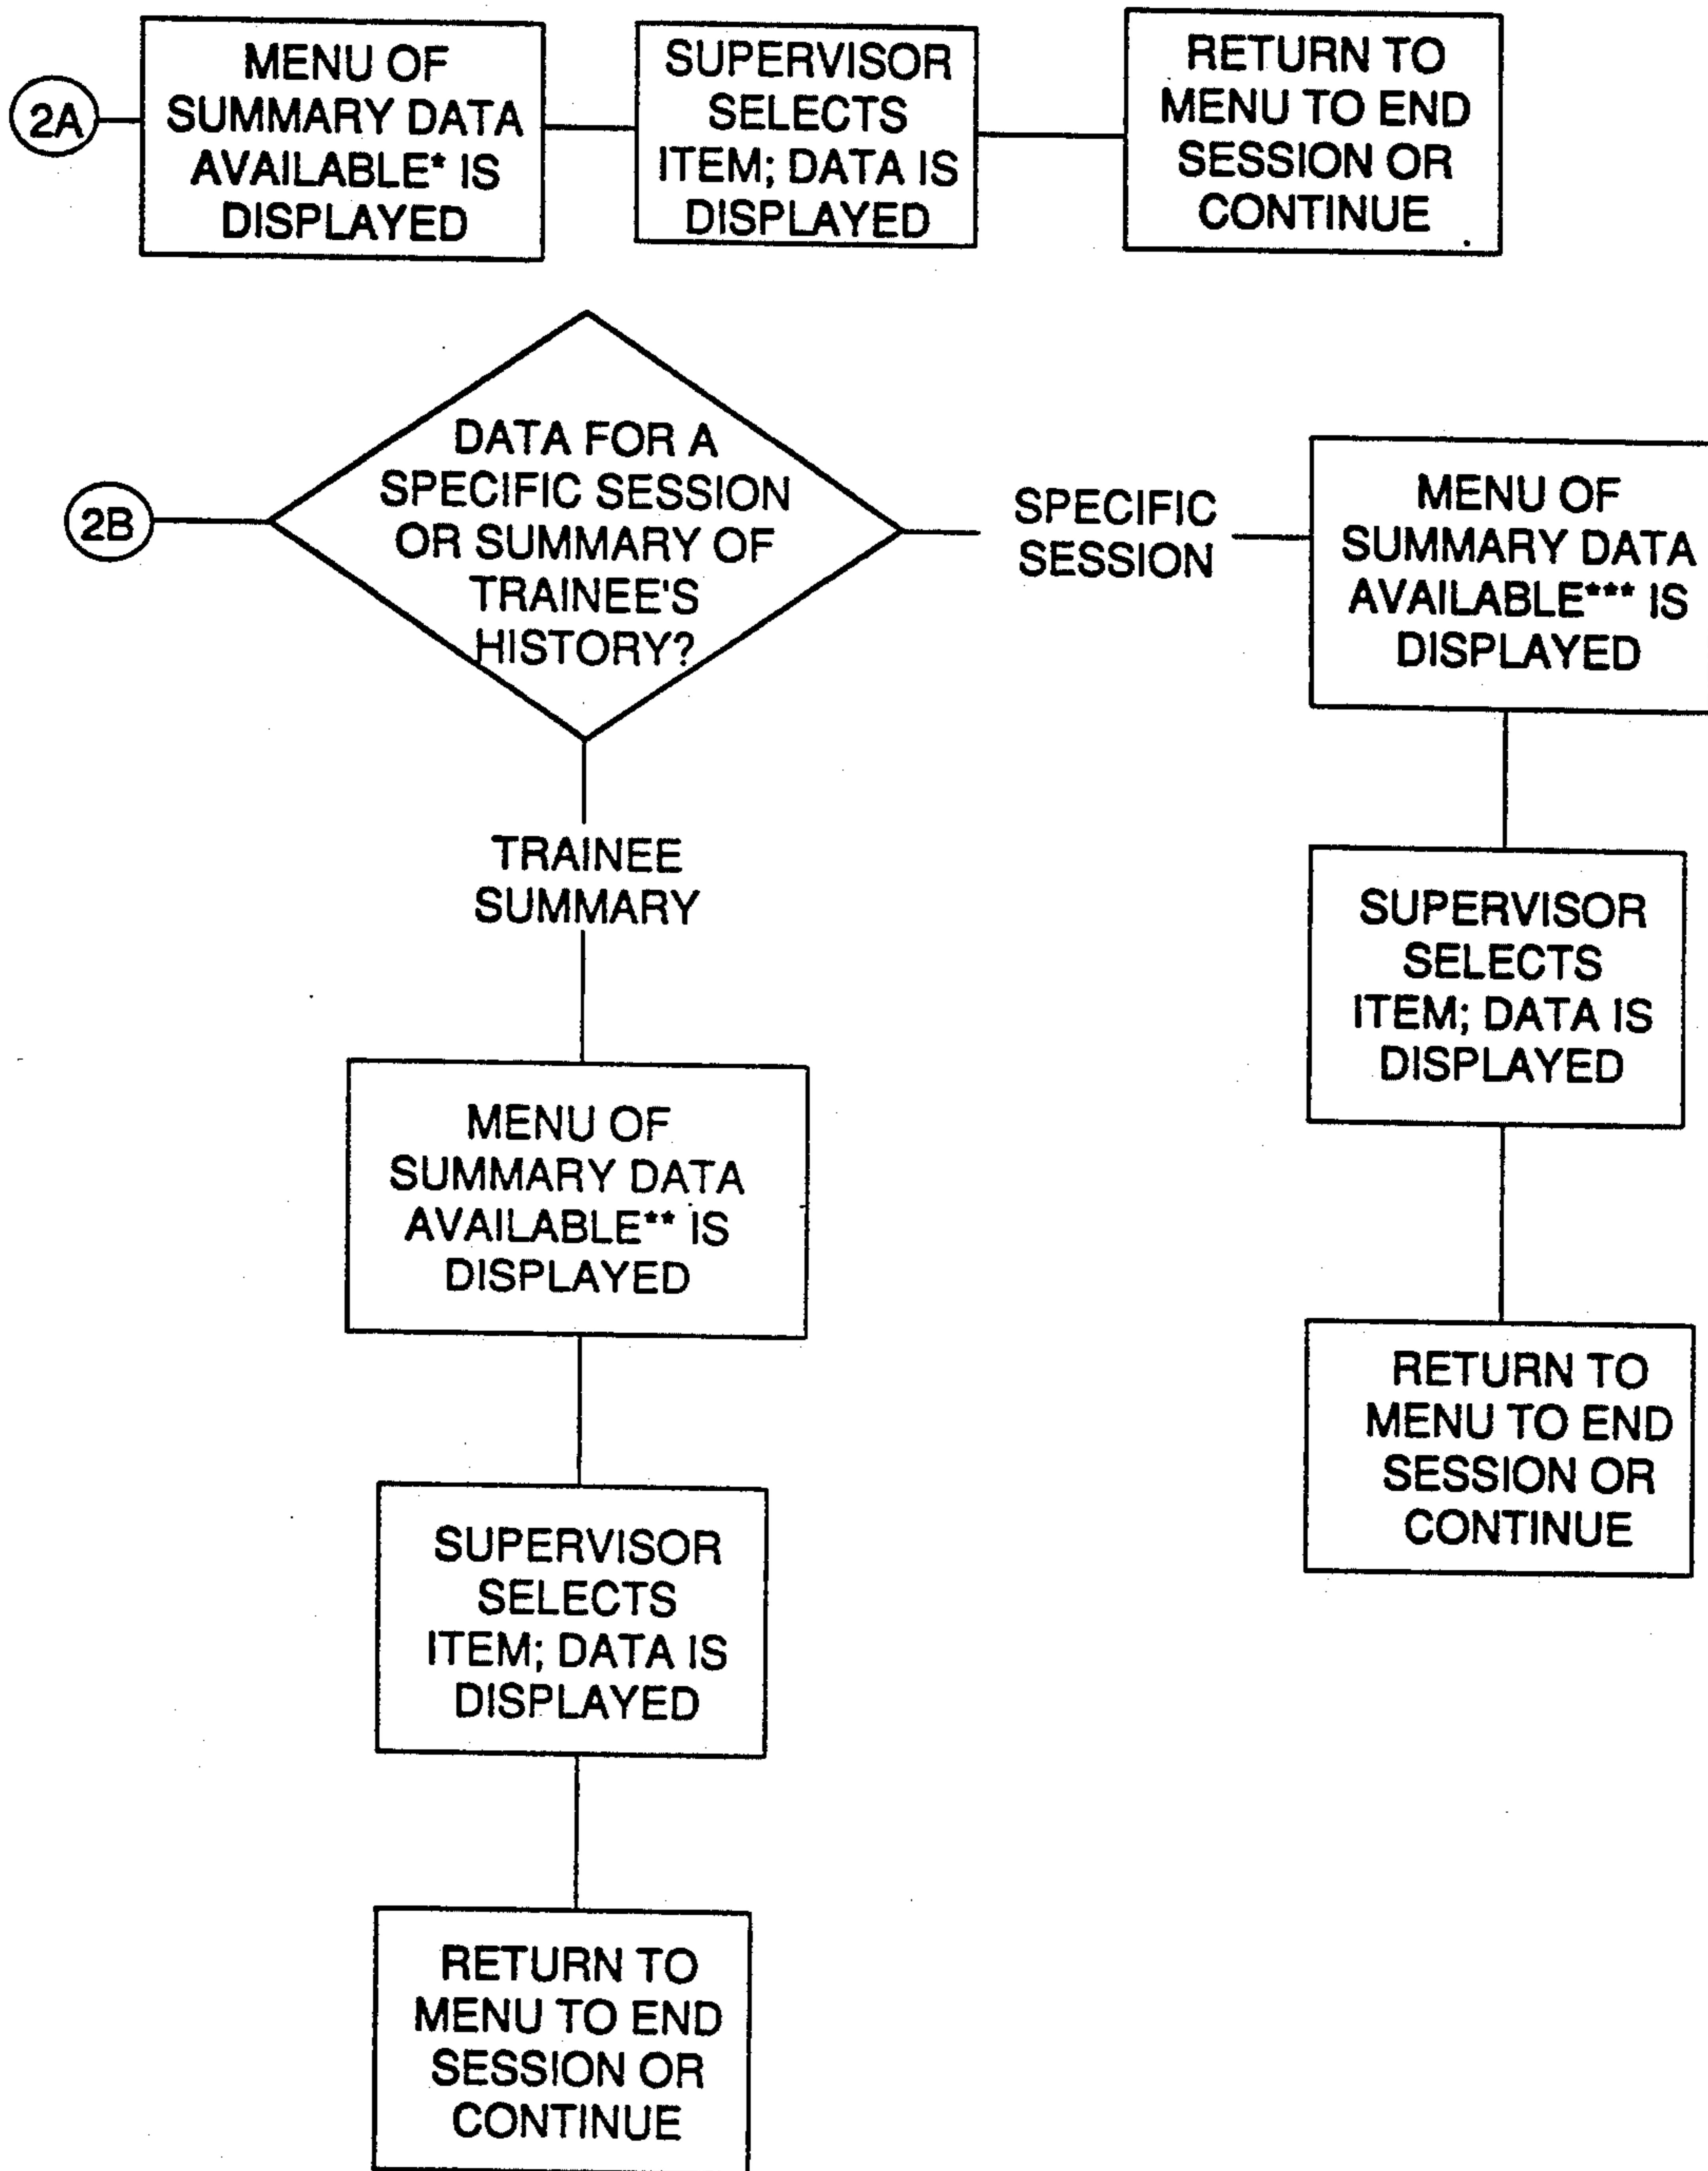 2A
MENU OF
SUMMARY DATA
AVAILABLE* IS
DISPLAYED
SUPERVISOR
SELECTS
ITEM; DATA IS
DISPLAYED
RETURN TO
MENU TO END
SESSION OR
CONTINUE
2B
DATA FOR A
SPECIFIC SESSION
OR SUMMARY OF
TRAINEE'S
HISTORY?
SPECIFIC
SESSION
MENU OF
SUMMARY DATA
AVAILABLE*** IS
DISPLAYED
SUPERVISOR
SELECTS
ITEM; DATA IS
DISPLAYED
RETURN TO
MENU TO END
SESSION OR
CONTINUE
TRAINEE
SUMMARY
MENU OF
SUMMARY DATA
AVAILABLE** IS
DISPLAYED
SUPERVISOR
SELECTS
ITEM; DATA IS
DISPLAYED
RETURN TO
MENU TO END
SESSION OR
CONTINUE